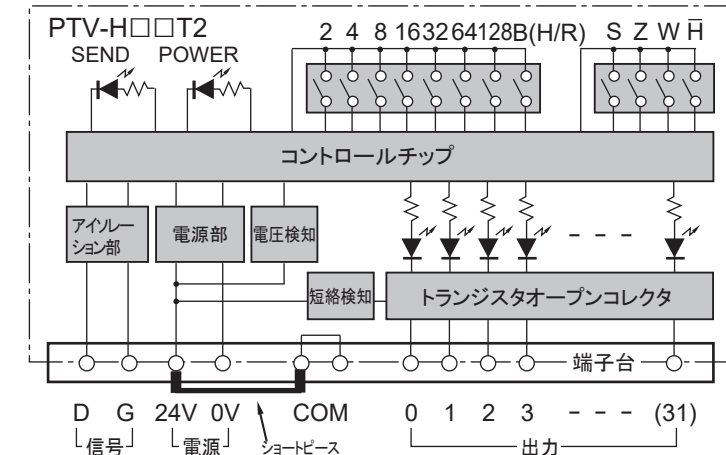 PTV-H□□T2
SEND POWER
2 4 8 16 32 64 128 B(H/R) S Z W H̅
コントロールチップ
アイソレー
ション部
電源部
電圧検知
短絡検知
トランジスタオープンコレクタ
端子台
D G 24V 0V COM 0 1 2 3 - - - (31)
信号 電源 ショートピース 出力